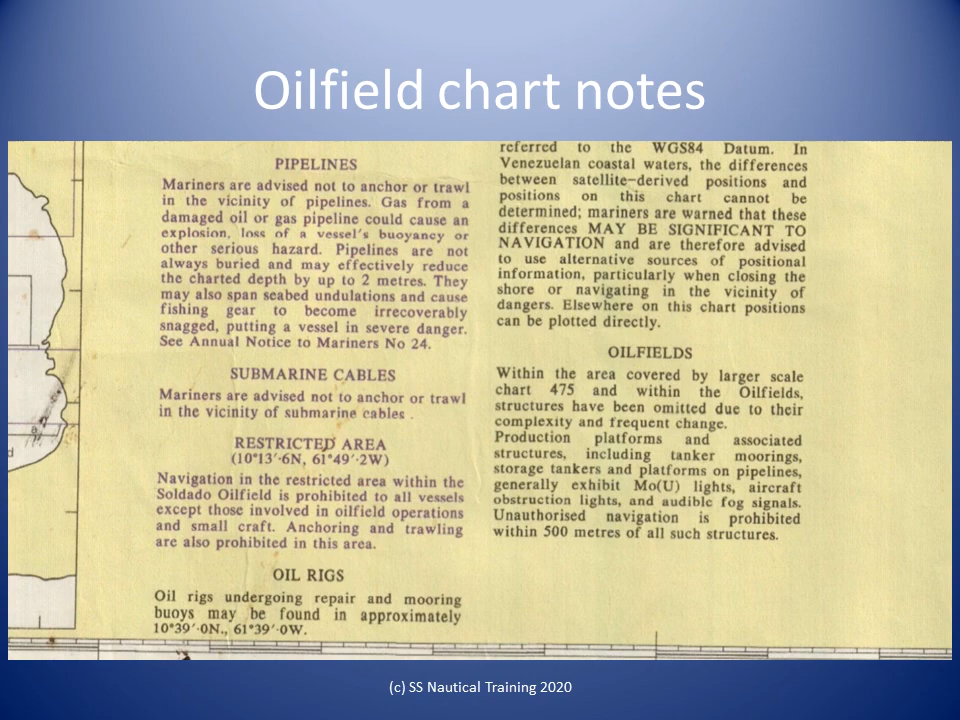 Oilfield chart notes
PIPELINES
Mariners are advised not to anchor or trawl
in the vicinity of pipelines. Gas from a
damaged oil or gas pipeline could cause an
explosion, loss of a vessel's buoyancy or
other serious hazard. Pipelines are not
always buried and may effectively reduce
the charted depth by up to 2 metres. They
may also span seabed undulations and cause
fishing gear to become irrecoverably
snagged, putting a vessel in severe danger.
See Annual Notice to Mariners No 24.
SUBMARINE CABLES
Mariners are advised not to anchor or trawl
in the vicinity of submarine cables .
RESTRICTED AREA
(10°13′·6N, 61°49′·2W)
Navigation in the restricted area within the
Soldado Oilfield is prohibited to all vessels
except those involved in oilfield operations
and small craft. Anchoring and trawling
are also prohibited in this area.
OIL RIGS
Oil rigs undergoing repair and mooring
buoys may be found in approximately
10°39′·0N., 61°39′·0W.
referred to the WGS84 Datum. In
Venezuelan coastal waters, the differences
between satellite-derived positions and
positions on this chart cannot be
determined; mariners are warned that these
differences MAY BE SIGNIFICANT TO
NAVIGATION and are therefore advised
to use alternative sources of positional
information, particularly when closing the
shore or navigating in the vicinity of
dangers. Elsewhere on this chart positions
can be plotted directly.
OILFIELDS
Within the area covered by larger scale
chart 475 and within the Oilfields,
structures have been omitted due to their
complexity and frequent change.
Production platforms and associated
structures, including tanker moorings,
storage tankers and platforms on pipelines,
generally exhibit Mo(U) lights, aircraft
obstruction lights, and audible fog signals.
Unauthorised navigation is prohibited
within 500 metres of all such structures.
(c) SS Nautical Training 2020